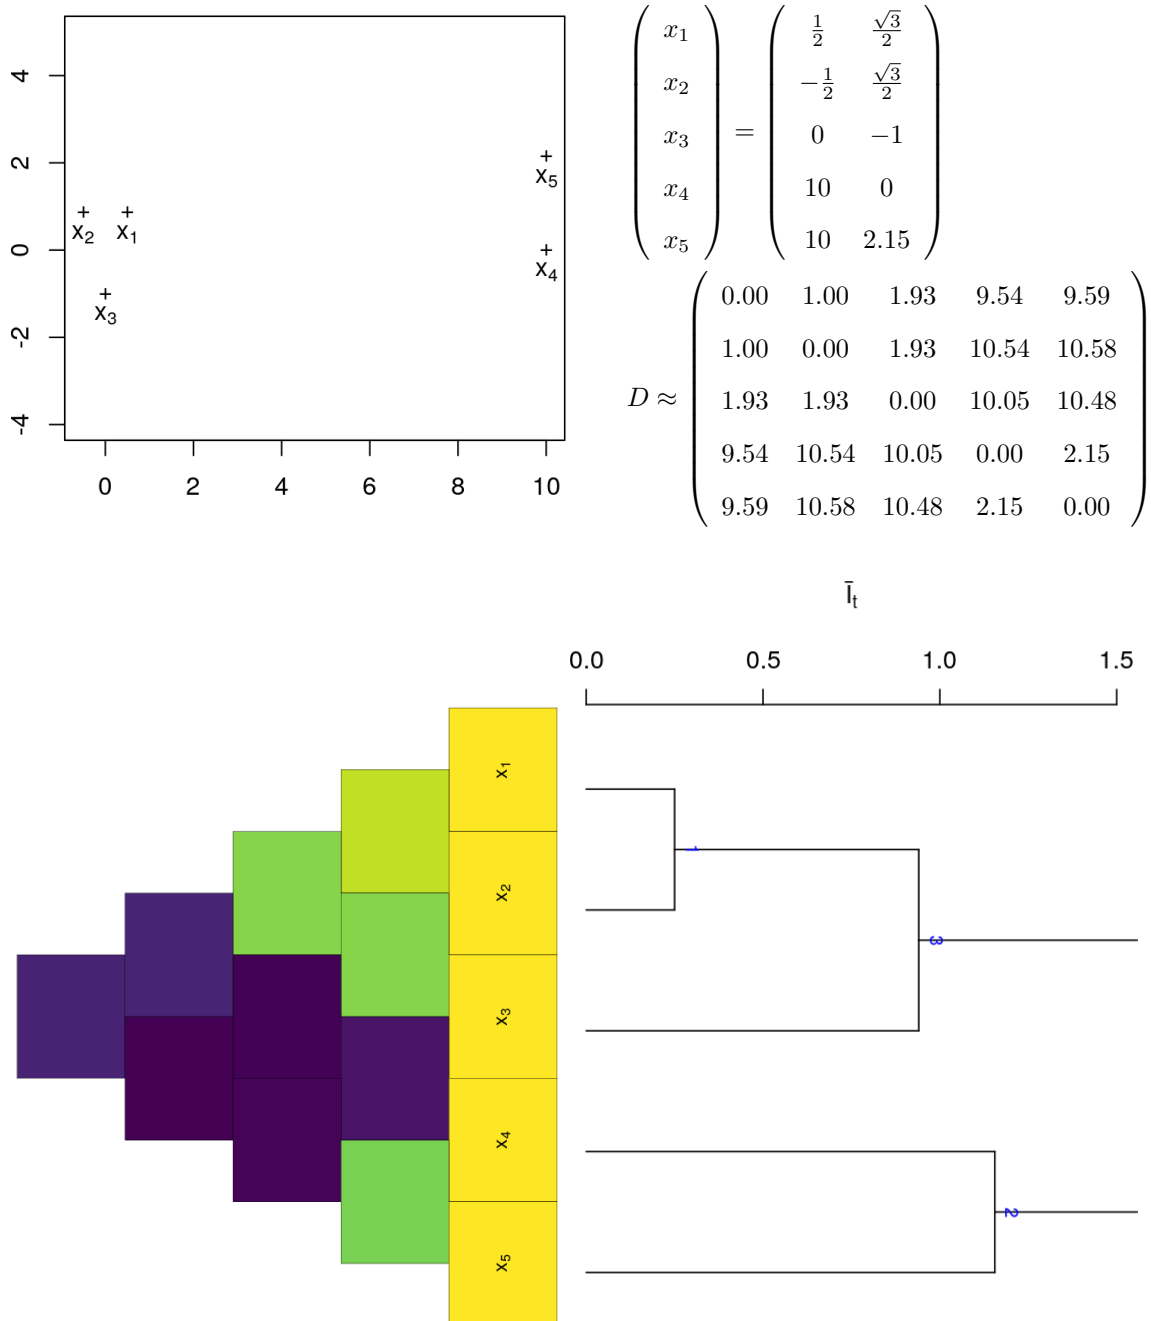 4
2
0
-2
-4
x5
x2 x1
x4
x3
0 2 4 6 8 10
x1 1/2 √3/2
x2 −1/2 √3/2
x3 = 0 −1
x4 10 0
x5 10 2.15
0.00 1.00 1.93 9.54 9.59
1.00 0.00 1.93 10.54 10.58
D ≈ 1.93 1.93 0.00 10.05 10.48
9.54 10.54 10.05 0.00 2.15
9.59 10.58 10.48 2.15 0.00
Īt
0.0 0.5 1.0 1.5
x1
x2
x3
x4
x5
1
3
2